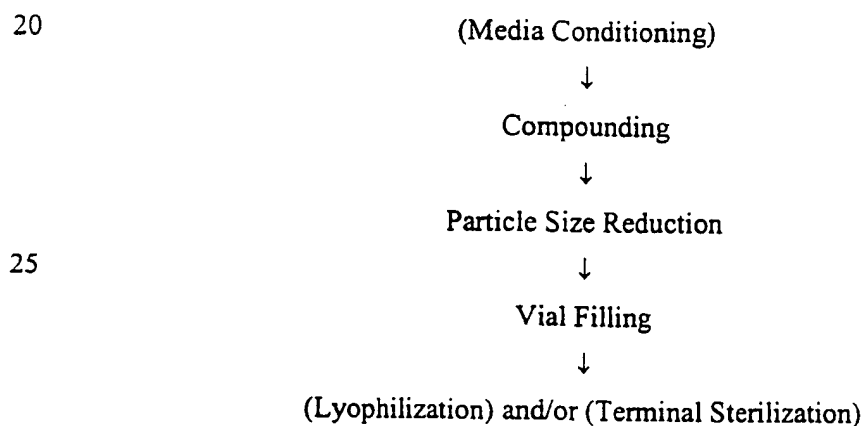 20 (Media Conditioning)
↓
Compounding
↓
Particle Size Reduction
25 ↓
Vial Filling
↓
(Lyophilization) and/or (Terminal Sterilization)